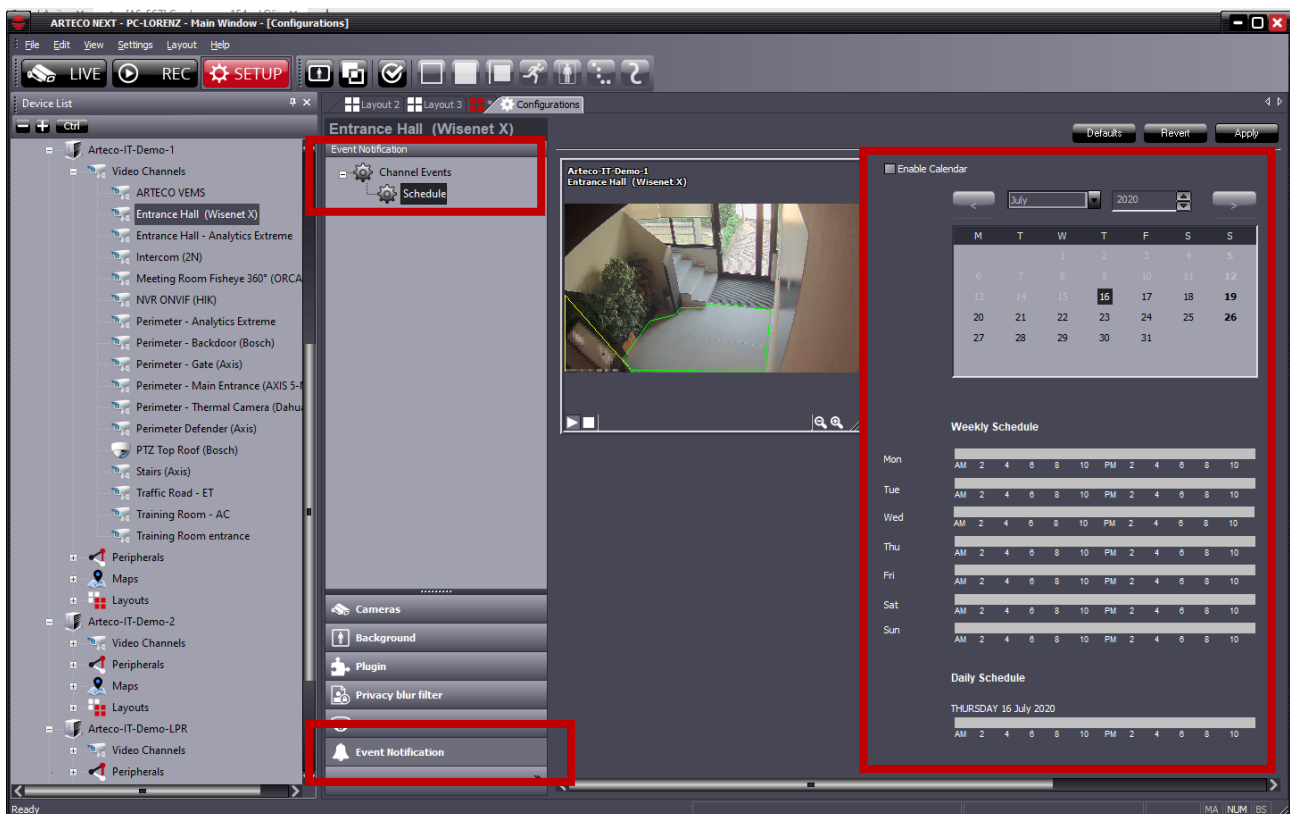 ARTECO NEXT - PC-LORENZ - Main Window - [Configurations]
File Edit View Settings Layout Help
LIVE REC SETUP
Device List
Ctrl
Arteco-IT-Demo-1
Video Channels
ARTECO VEMS
Entrance Hall (Wisenet X)
Entrance Hall - Analytics Extreme
Intercom (2N)
Meeting Room Fisheye 360° (ORCA
NVR ONVIF (HIK)
Perimeter - Analytics Extreme
Perimeter - Backdoor (Bosch)
Perimeter - Gate (Axis)
Perimeter - Main Entrance (AXIS 5-
Perimeter - Thermal Camera (Dahu
Perimeter Defender (Axis)
PTZ Top Roof (Bosch)
Stairs (Axis)
Traffic Road - ET
Training Room - AC
Training Room entrance
Peripherals
Maps
Layouts
Arteco-IT-Demo-2
Video Channels
Peripherals
Maps
Layouts
Arteco-IT-Demo-LPR
Video Channels
Peripherals
Layout 2 Layout 3 Configurations
Entrance Hall (Wisenet X)
Event Notification
Channel Events
Schedule
Cameras
Background
Plugin
Privacy blur filter
Event Notification
»
Defaults Revert Apply
Arteco-IT-Demo-1
Entrance Hall (Wisenet X)
Enable Calendar
< July 2020 >
M T W T F S S
1 2 3 4 5
6 7 8 9 10 11 12
13 14 15 16 17 18 19
20 21 22 23 24 25 26
27 28 29 30 31
Weekly Schedule
Mon
AM 2 4 6 8 10 PM 2 4 6 8 10
Tue
AM 2 4 6 8 10 PM 2 4 6 8 10
Wed
AM 2 4 6 8 10 PM 2 4 6 8 10
Thu
AM 2 4 6 8 10 PM 2 4 6 8 10
Fri
AM 2 4 6 8 10 PM 2 4 6 8 10
Sat
AM 2 4 6 8 10 PM 2 4 6 8 10
Sun
AM 2 4 6 8 10 PM 2 4 6 8 10
Daily Schedule
THURSDAY 16 July 2020
AM 2 4 6 8 10 PM 2 4 6 8 10
Ready
MA NUM BS